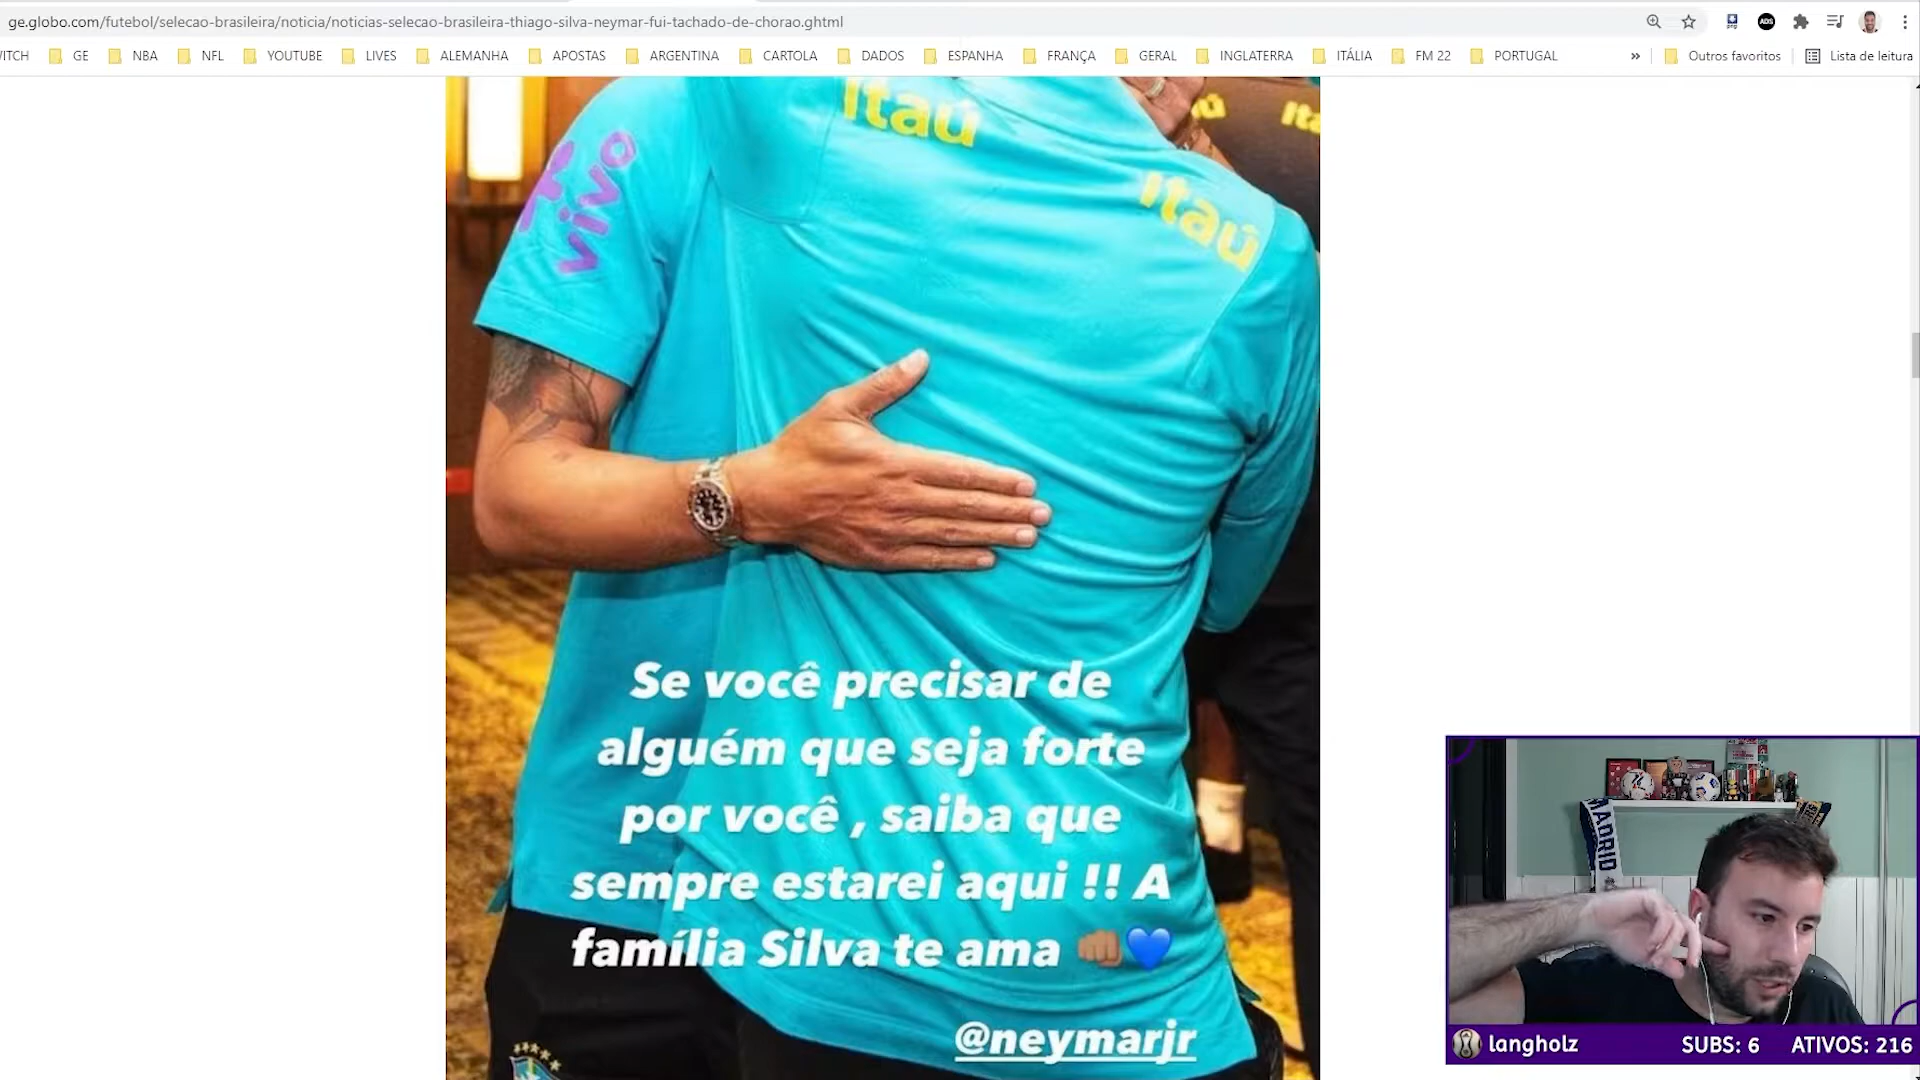 ge.globo.com/futebol/selecao-brasileira/noticia/noticias-selecao-brasileira-thiago-silva-neymar-fui-tachado-de-chorao.ghtml
ITCH GE NBA NFL YOUTUBE LIVES ALEMANHA APOSTAS ARGENTINA CARTOLA DADOS ESPANHA FRANÇA GERAL INGLATERRA ITÁLIA FM 22 PORTUGAL » Outros favoritos Lista de leitura
Itaú
Itaú
vivo
Se você precisar de
alguém que seja forte
por você , saiba que
sempre estarei aqui !! A
família Silva te ama 👊🏽💙
@neymarjr
MADRID
langholz SUBS: 6 ATIVOS: 216